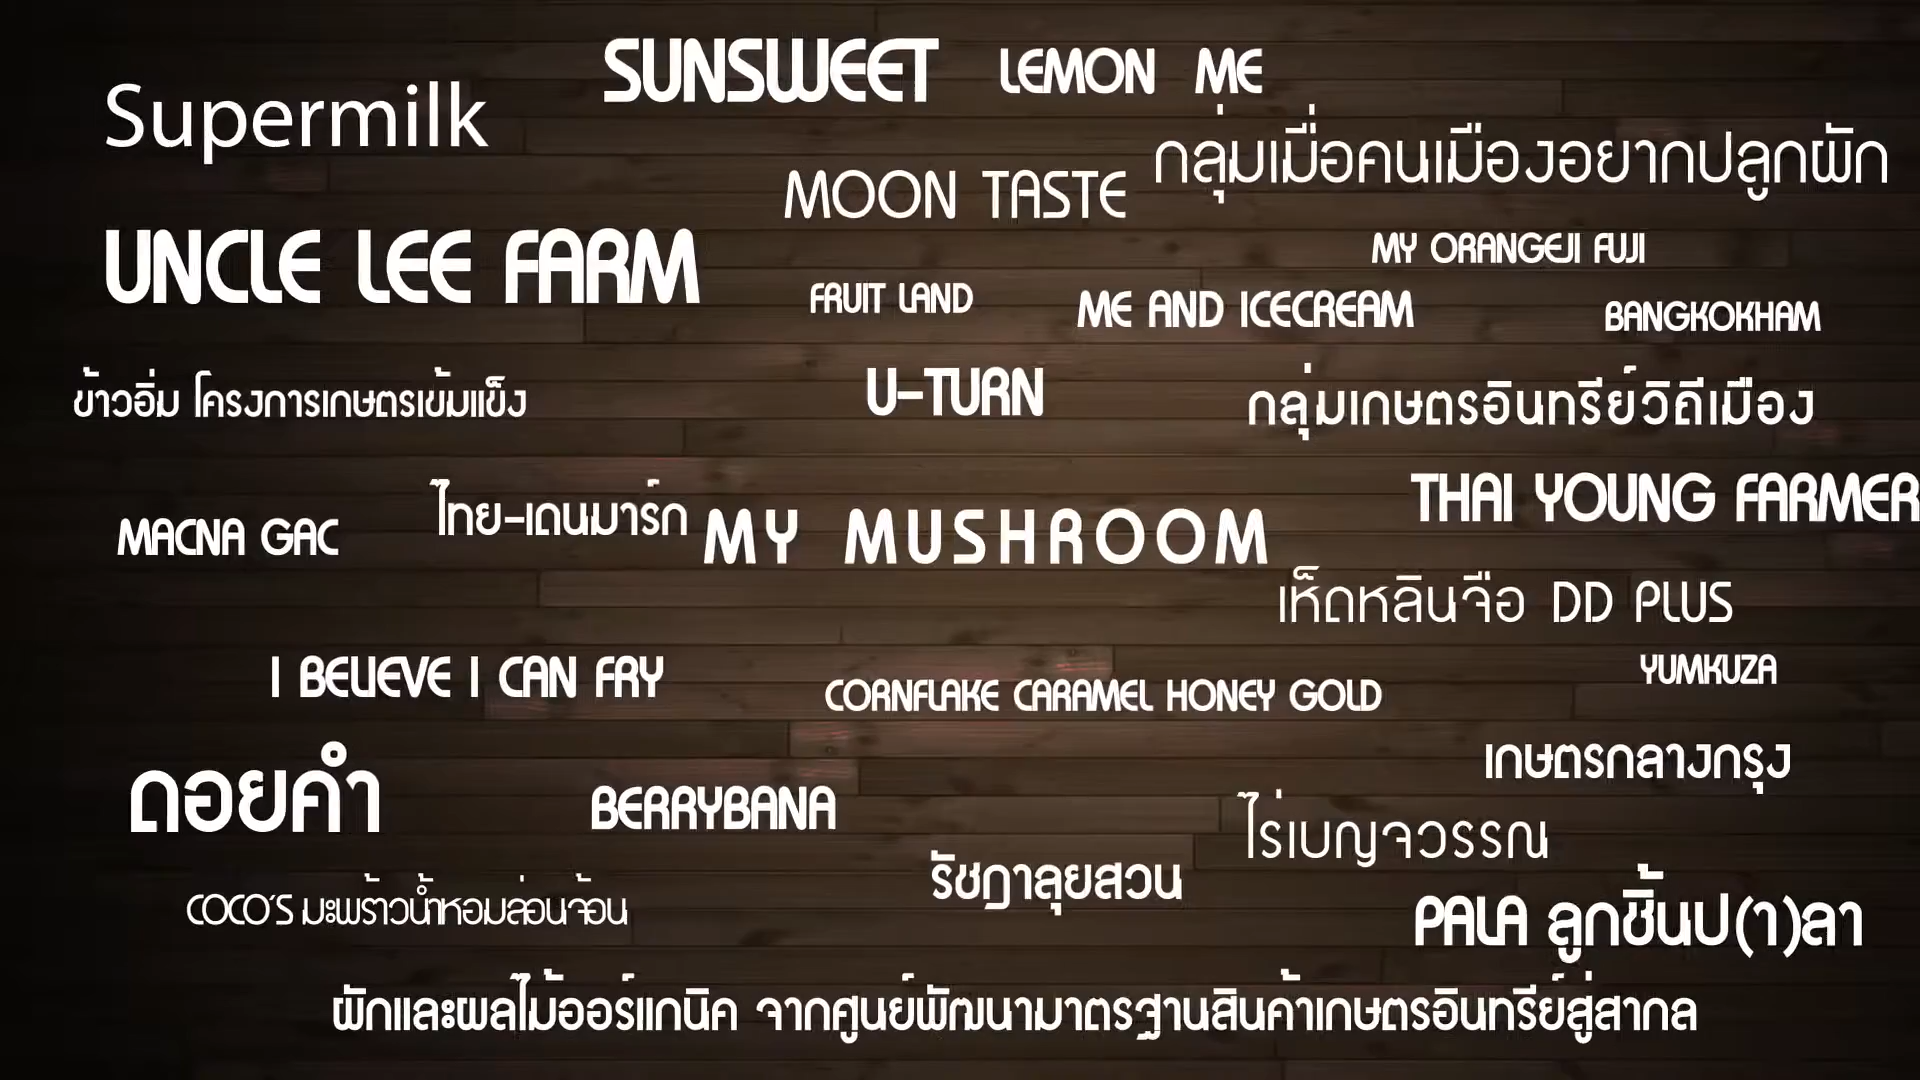 SUNSWEET
LEMON ME
Supermilk
กลุ่มเมื่อคนเมืองอยากปลูกผัก
MOON TASTE
UNCLE LEE FARM
MY ORANGEJI FUJI
FRUIT LAND
ME AND ICECREAM
BANGKOKHAM
ข้าวอิ่ม โครงการเกษตรเข้มแข็ง
U-TURN
กลุ่มเกษตรอินทรีย์วิถีเมือง
THAI YOUNG FARMER
MACNA GAC
ไทย-เดนมาร์ก
MY MUSHROOM
เห็ดหลินจือ DD PLUS
I BELIEVE I CAN FRY
CORNFLAKE CARAMEL HONEY GOLD
YUMKUZA
เกษตรกลางกรุง
ดอยคำ
BERRYBANA
ไร่เบญจวรรณ
รัชฎาลุยสวน
COCO'S มะพร้าวน้ำหอมล่อนจ้อน
PALA ลูกชิ้นป(า)ลา
ผักและผลไม้ออร์แกนิค จากศูนย์พัฒนามาตรฐานสินค้าเกษตรอินทรีย์สู่สากล